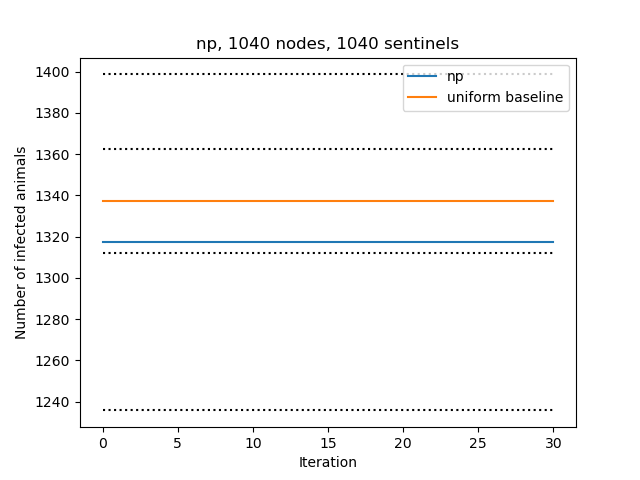 np, 1040 nodes, 1040 sentinels
np
uniform baseline
Number of infected animals
1400
1380
1360
1340
1320
1300
1280
1260
1240
0 5 10 15 20 25 30
Iteration